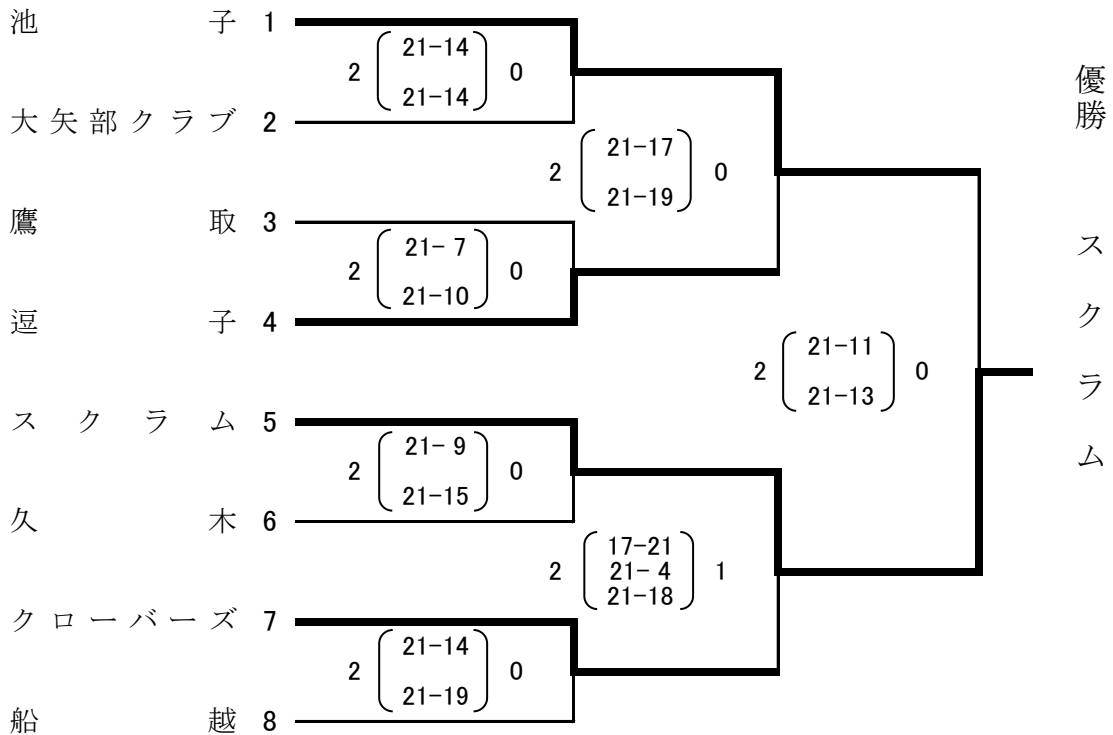 池子 1
2 21-14 0
21-14
大矢部クラブ 2
2 21-17 0
21-19
鷹取 3
2 21- 7 0
21-10
逗子 4
2 21-11 0
21-13
スクラム 5
2 21- 9 0
21-15
久木 6
17-21
2 21- 4 1
21-18
クローバーズ 7
2 21-14 0
21-19
船越 8
優勝
スクラム